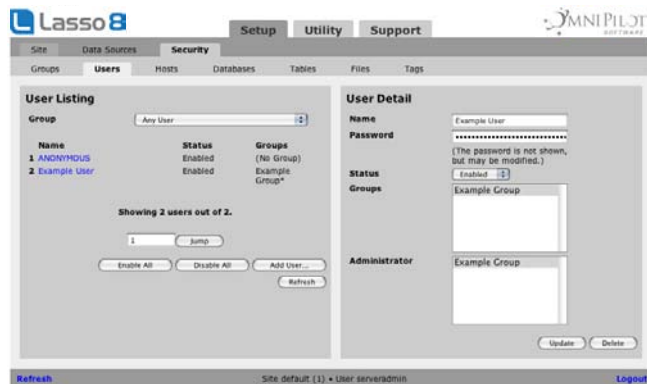 Lasso 8
Setup Utility Support
OMNIPILOT
SOFTWARE
Site Data Sources Security
Groups Users Hosts Databases Tables Files Tags
User Listing
Group Any User
Name Status Groups
1 ANONYMOUS Enabled (No Group)
2 Example User Enabled Example
Group*
Showing 2 users out of 2.
1 Jump
Enable All Disable All Add User...
Refresh
User Detail
Name Example User
Password
(The password is not shown,
but may be modified.)
Status Enabled
Groups Example Group
Administrator Example Group
Update Delete
Refresh Site default (1) • User serveradmin Logout